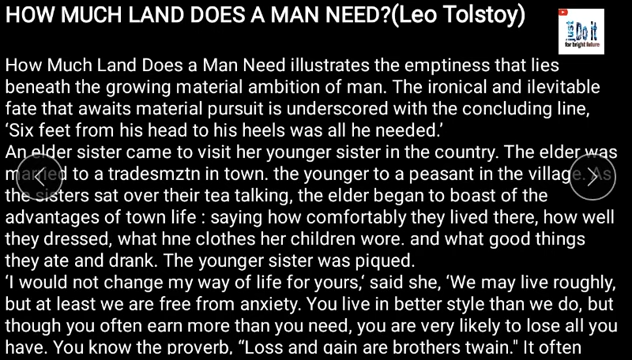 HOW MUCH LAND DOES A MAN NEED?(Leo Tolstoy)
just Do it
for bright future
How Much Land Does a Man Need illustrates the emptiness that lies
beneath the growing material ambition of man. The ironical and ilevitable
fate that awaits material pursuit is underscored with the concluding line,
‘Six feet from his head to his heels was all he needed.’
An elder sister came to visit her younger sister in the country. The elder was
married to a tradesmztn in town. the younger to a peasant in the village. As
the sisters sat over their tea talking, the elder began to boast of the
advantages of town life : saying how comfortably they lived there, how well
they dressed, what hne clothes her children wore. and what good things
they ate and drank. The younger sister was piqued.
‘I would not change my way of life for yours,‘ said she, ‘We may live roughly,
but at least we are free from anxiety. You live in better style than we do, but
though you often earn more than you need, you are very likely to lose all you
have. You know the proverb, “Loss and gain are brothers twain." It often